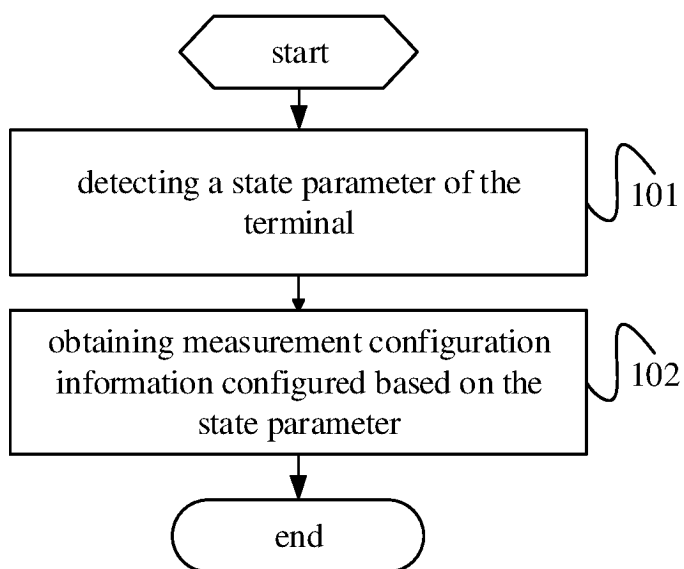 start
detecting a state parameter of the
terminal
101
obtaining measurement configuration
information configured based on the
state parameter
102
end